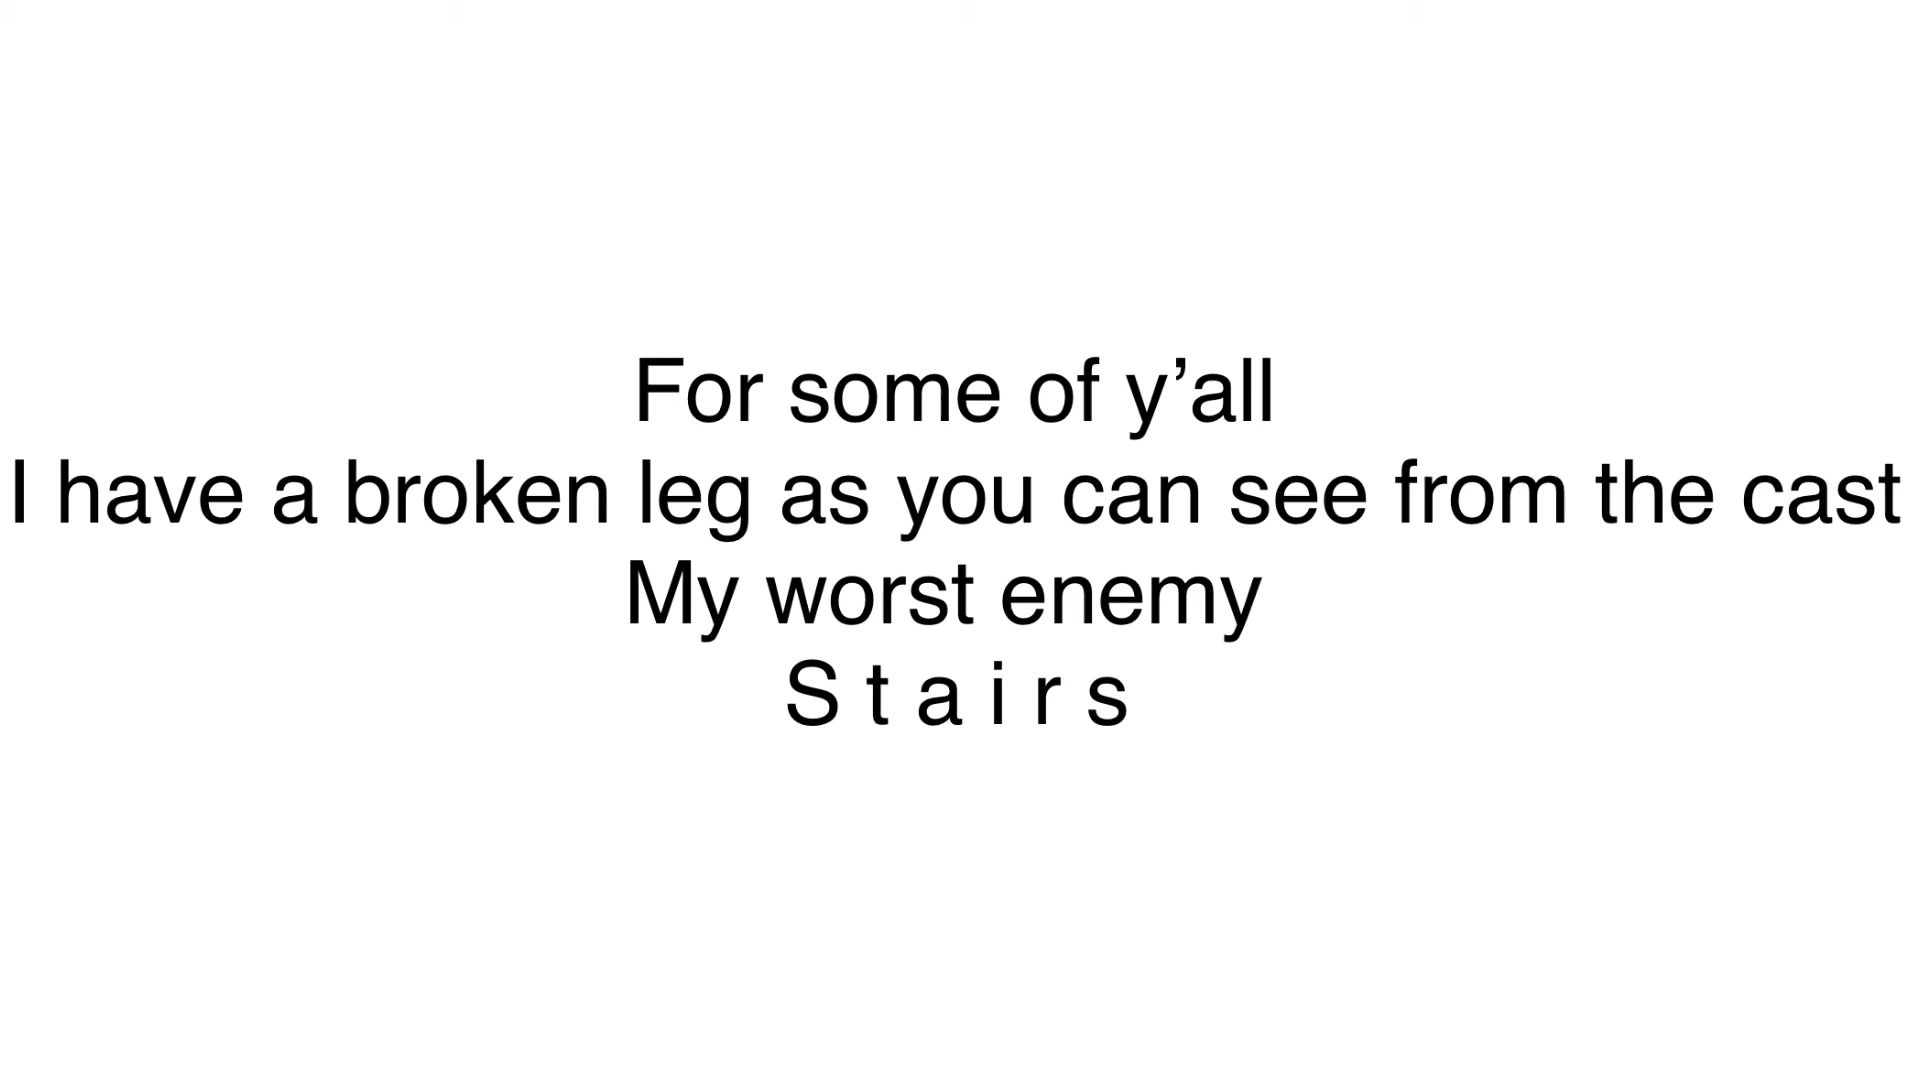 For some of y’all
I have a broken leg as you can see from the cast
My worst enemy
S t a i r s